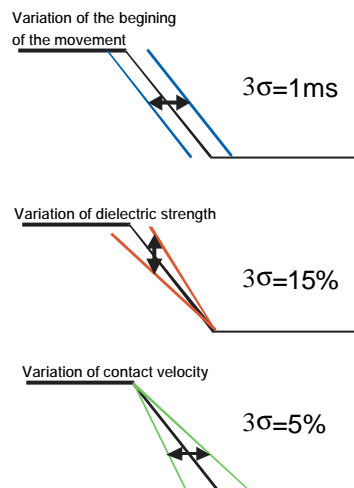 Variation of the begining
of the movement
3σ=1ms
Variation of dielectric strength
3σ=15%
Variation of contact velocity
3σ=5%